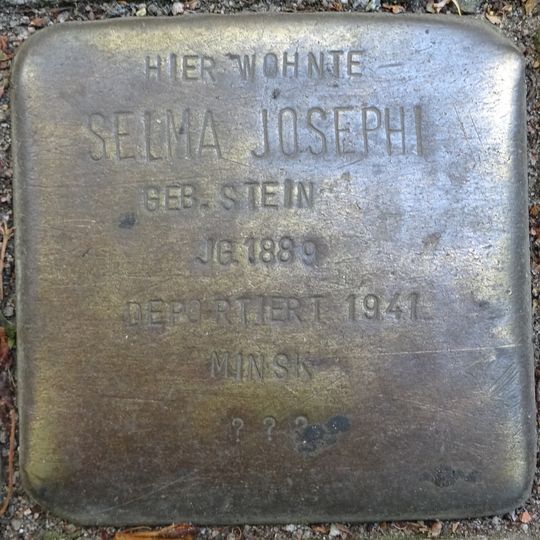 HIER WOHNTE
SELMA JOSEPHI
GEB. STEIN
JG. 1889
DEPORTIERT 1941
MINSK
? ? ?